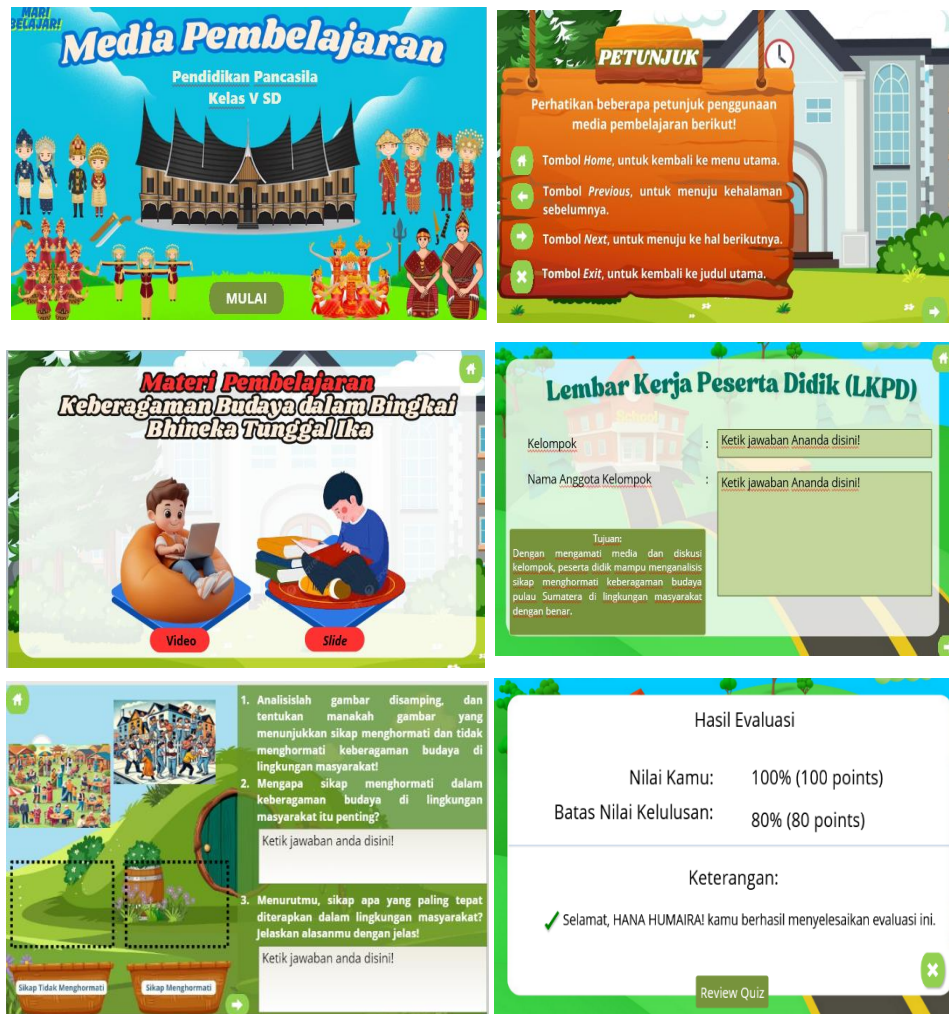 MARI
BELAJAR!
Media Pembelajaran
Pendidikan Pancasila
Kelas V SD
MULAI
PETUNJUK
Perhatikan beberapa petunjuk penggunaan
media pembelajaran berikut!
Tombol Home, untuk kembali ke menu utama.
Tombol Previous, untuk menuju kehalaman
sebelumnya.
Tombol Next, untuk menuju ke hal berikutnya.
Tombol Exit, untuk kembali ke judul utama.
Materi Pembelajaran
Keberagaman Budaya dalam Bingkai
Bhineka Tunggal Ika
Video
Slide
Lembar Kerja Peserta Didik (LKPD)
School
Kelompok : Ketik jawaban Ananda disini!
Nama Anggota Kelompok : Ketik jawaban Ananda disini!
Tujuan:
Dengan mengamati media dan diskusi
kelompok, peserta didik mampu menganalisis
sikap menghormati keberagaman budaya
pulau Sumatera di lingkungan masyarakat
dengan benar.
1. Analisislah gambar disamping, dan
tentukan manakah gambar yang
menunjukkan sikap menghormati dan tidak
menghormati keberagaman budaya di
lingkungan masyarakat!
2. Mengapa sikap menghormati dalam
keberagaman budaya di lingkungan
masyarakat itu penting?
Ketik jawaban anda disini!
3. Menurutmu, sikap apa yang paling tepat
diterapkan dalam lingkungan masyarakat?
Jelaskan alasanmu dengan jelas!
Ketik jawaban anda disini!
Sikap Tidak Menghormati
Sikap Menghormati
Hasil Evaluasi
Nilai Kamu: 100% (100 points)
Batas Nilai Kelulusan: 80% (80 points)
Keterangan:
Selamat, HANA HUMAIRA! kamu berhasil menyelesaikan evaluasi ini.
Review Quiz